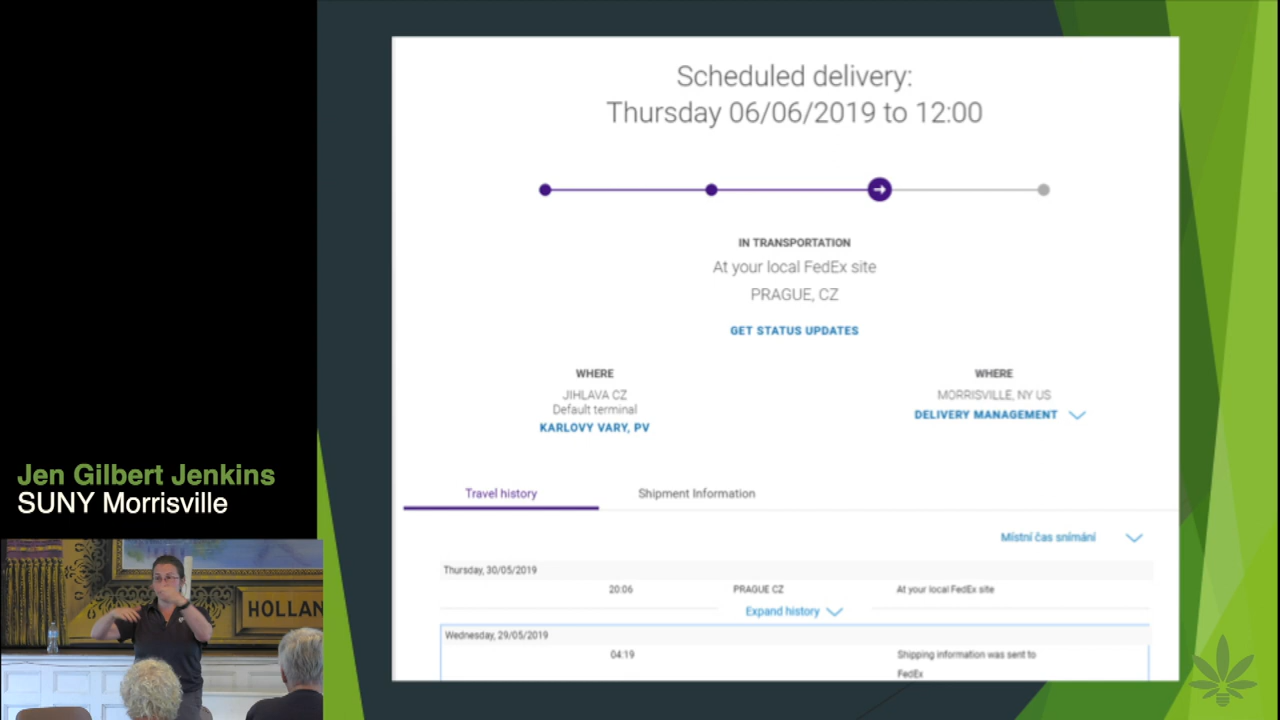 Scheduled delivery:
Thursday 06/06/2019 to 12:00
IN TRANSPORTATION
At your local FedEx site
PRAGUE, CZ
GET STATUS UPDATES
WHERE
JIHLAVA CZ
Default terminal
KARLOVY VARY, PV
WHERE
MORRISVILLE, NY US
DELIVERY MANAGEMENT
Travel history
Shipment Information
Místní čas snímání
Thursday, 30/05/2019
20:06 PRAGUE CZ At your local FedEx site
Expand history
Wednesday, 29/05/2019
04:19 Shipping information was sent to
FedEx
Jen Gilbert Jenkins
SUNY Morrisville
HOLLAN